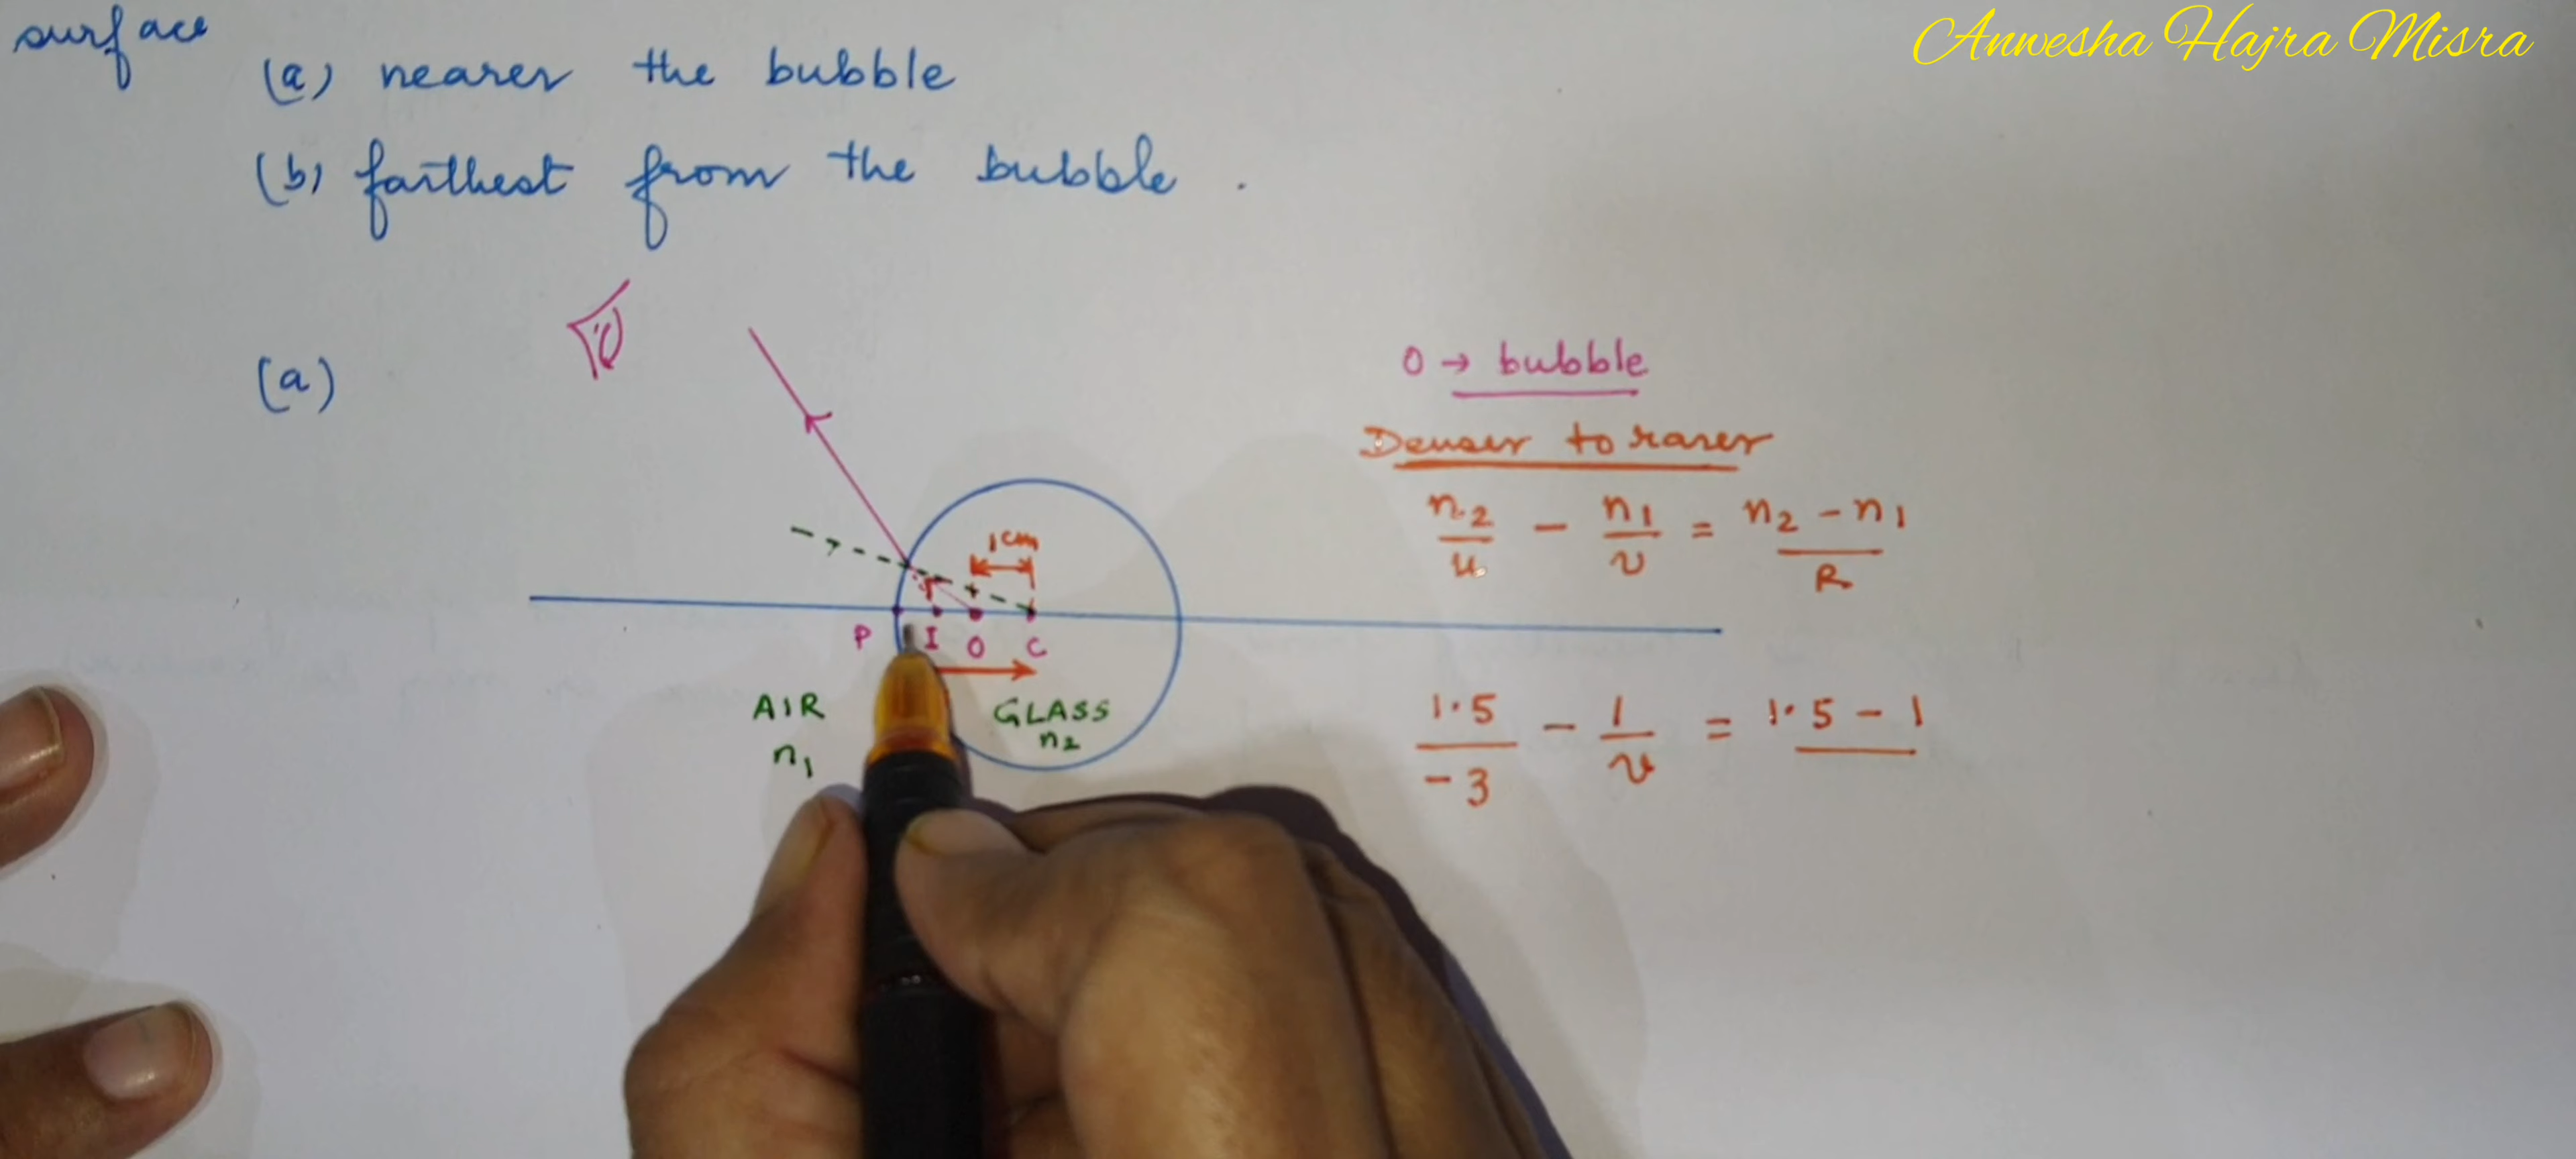 Anwesha Hajra Misra
surface
(a) nearer the bubble
(b) farthest from the bubble.
(a)
O → bubble
Denser to rarer
n₂/u - n₁/v = n₂ - n₁/R
1cm
P I O C
AIR
n₁
GLASS
n₂
1.5/-3 - 1/v = 1.5 - 1/